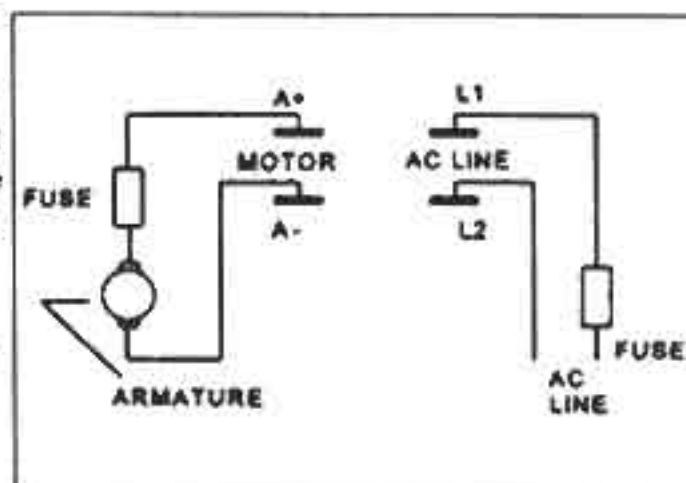 A+
L1
MOTOR
AC LINE
FUSE
A-
L2
FUSE
ARMATURE
AC
LINE